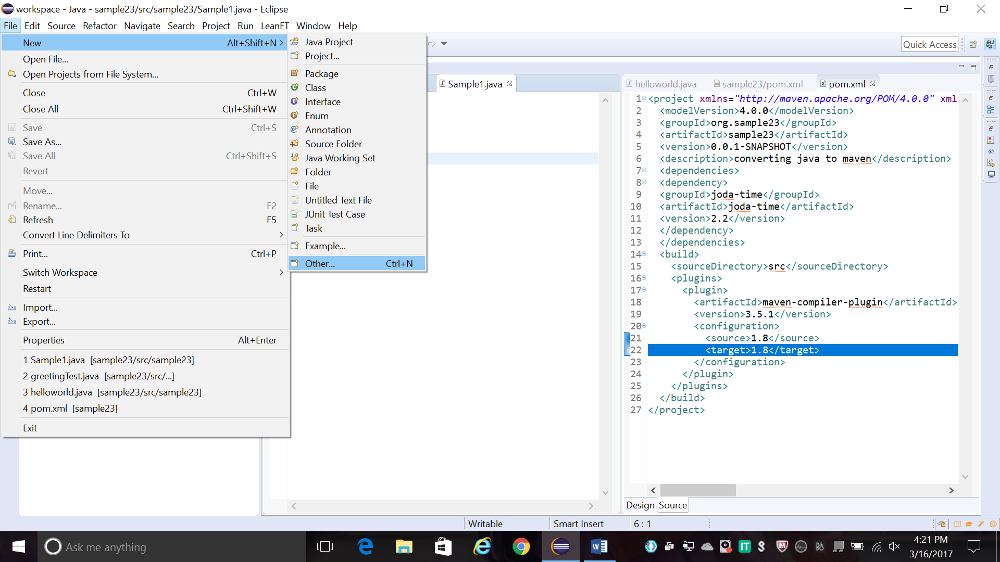 workspace - Java - sample23/src/sample23/Sample1.java - Eclipse
File Edit Source Refactor Navigate Search Project Run LeanFT Window Help
New Alt+Shift+N
Open File...
Open Projects from File System...
Close Ctrl+W
Close All Ctrl+Shift+W
Save Ctrl+S
Save As...
Save All Ctrl+Shift+S
Revert
Move...
Rename... F2
Refresh F5
Convert Line Delimiters To
Print... Ctrl+P
Switch Workspace
Restart
Import...
Export...
Properties Alt+Enter
1 Sample1.java [sample23/src/sample23]
2 greetingTest.java [sample23/src/...]
3 helloworld.java [sample23/src/sample23]
4 pom.xml [sample23]
Exit
Java Project
Project...
Package
Class
Interface
Enum
Annotation
Source Folder
Java Working Set
Folder
File
Untitled Text File
JUnit Test Case
Task
Example...
Other... Ctrl+N
Quick Access
Sample1.java
helloworld.java sample23/pom.xml pom.xml
1 <project xmlns="http://maven.apache.org/POM/4.0.0" xml
2 <modelVersion>4.0.0</modelVersion>
3 <groupId>org.sample23</groupId>
4 <artifactId>sample23</artifactId>
5 <version>0.0.1-SNAPSHOT</version>
6 <description>converting java to maven</description>
7 <dependencies>
8 <dependency>
9 <groupId>joda-time</groupId>
10 <artifactId>joda-time</artifactId>
11 <version>2.2</version>
12 </dependency>
13 </dependencies>
14 <build>
15 <sourceDirectory>src</sourceDirectory>
16 <plugins>
17 <plugin>
18 <artifactId>maven-compiler-plugin</artifactId>
19 <version>3.5.1</version>
20 <configuration>
21 <source>1.8</source>
22 <target>1.8</target>
23 </configuration>
24 </plugin>
25 </plugins>
26 </build>
27 </project>
Design Source
Writable Smart Insert 6 : 1
Ask me anything
4:21 PM
3/16/2017